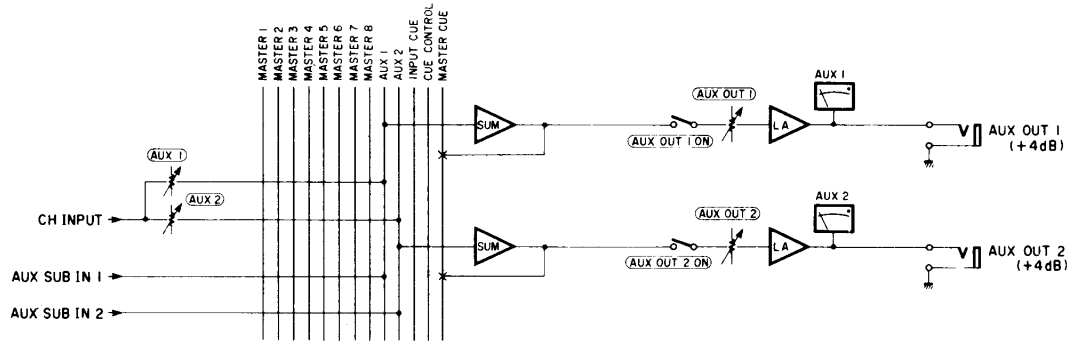 MASTER 1
MASTER 2
MASTER 3
MASTER 4
MASTER 5
MASTER 6
MASTER 7
MASTER 8
AUX 1
AUX 2
INPUT CUE
CUE CONTROL
MASTER CUE
SUM
AUX OUT 1 ON
AUX OUT 1
LA
AUX 1
AUX OUT 1
(+4dB)
AUX 1
AUX 2
CH INPUT
SUM
AUX OUT 2 ON
AUX OUT 2
LA
AUX 2
AUX OUT 2
(+4dB)
AUX SUB IN 1
AUX SUB IN 2